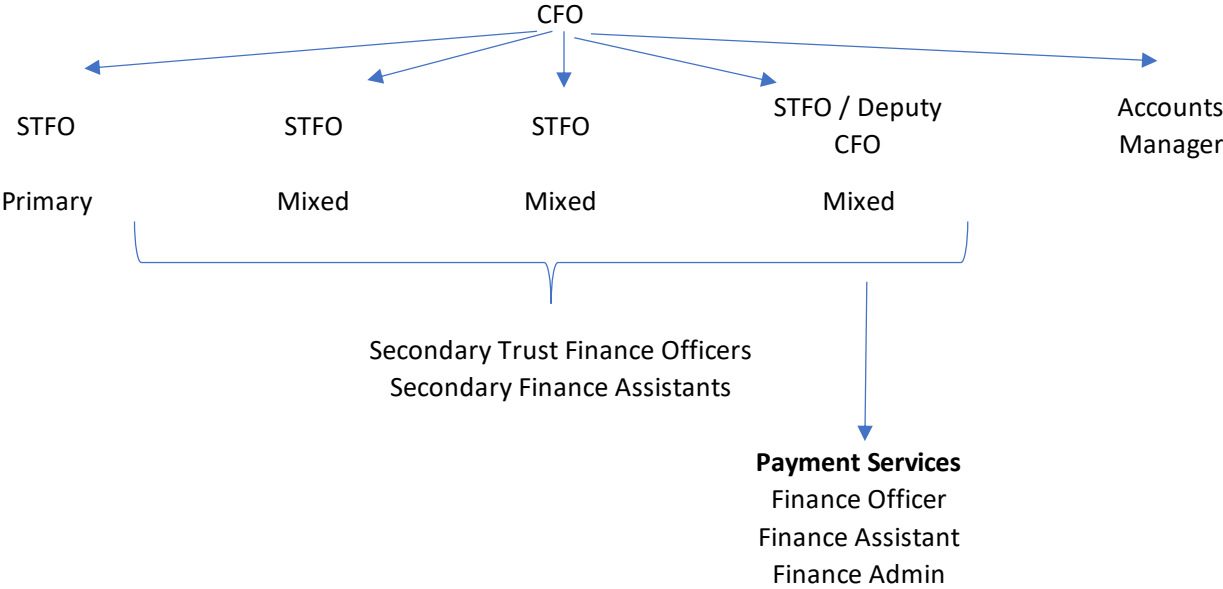 CFO
STFO
STFO
STFO
STFO / Deputy
CFO
Accounts
Manager
Primary
Mixed
Mixed
Mixed
Secondary Trust Finance Officers
Secondary Finance Assistants
Payment Services
Finance Officer
Finance Assistant
Finance Admin